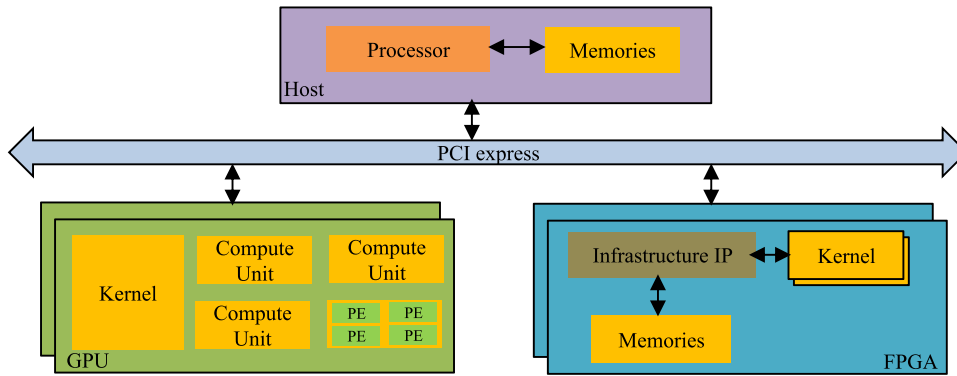 Processor
Memories
Host
PCI express
Kernel
Compute
Unit
Compute
Unit
Compute
Unit
PE
PE
PE
PE
GPU
Infrastructure IP
Kernel
Memories
FPGA